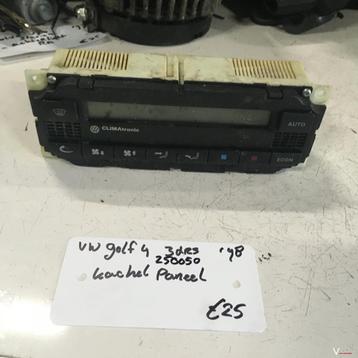 CLIMAtronic
AUTO
ECON
VW golf 4 3drs '98
250050
kachel Paneel
€25